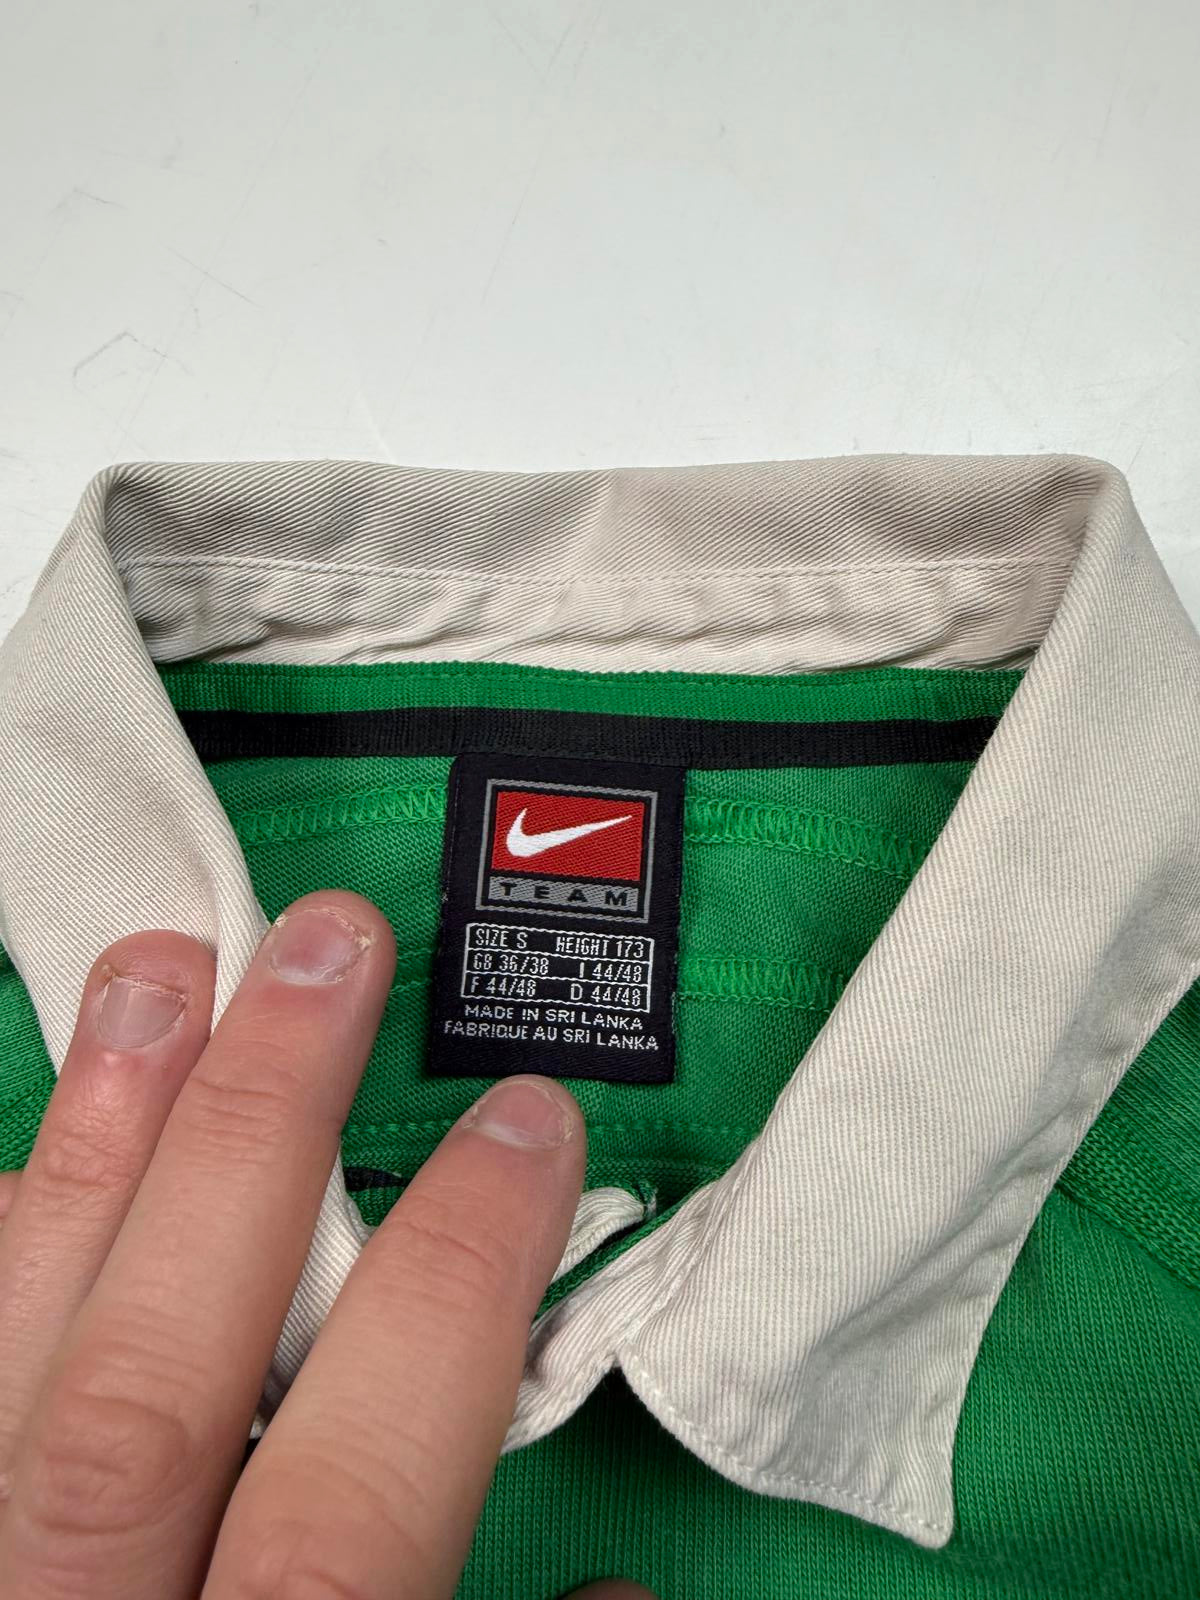 TEAM
SIZE S HEIGHT 173
GB 36/38 I 44/48
F 44/48 D 44/48
MADE IN SRI LANKA
FABRIQUE AU SRI LANKA